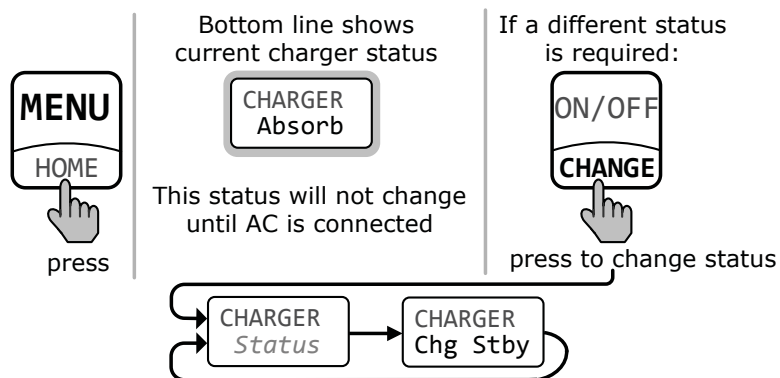 MENU
HOME
press
Bottom line shows
current charger status
CHARGER
Absorb
This status will not change
until AC is connected
If a different status
is required:
ON/OFF
CHANGE
press to change status
CHARGER
Status
CHARGER
Chg Stby